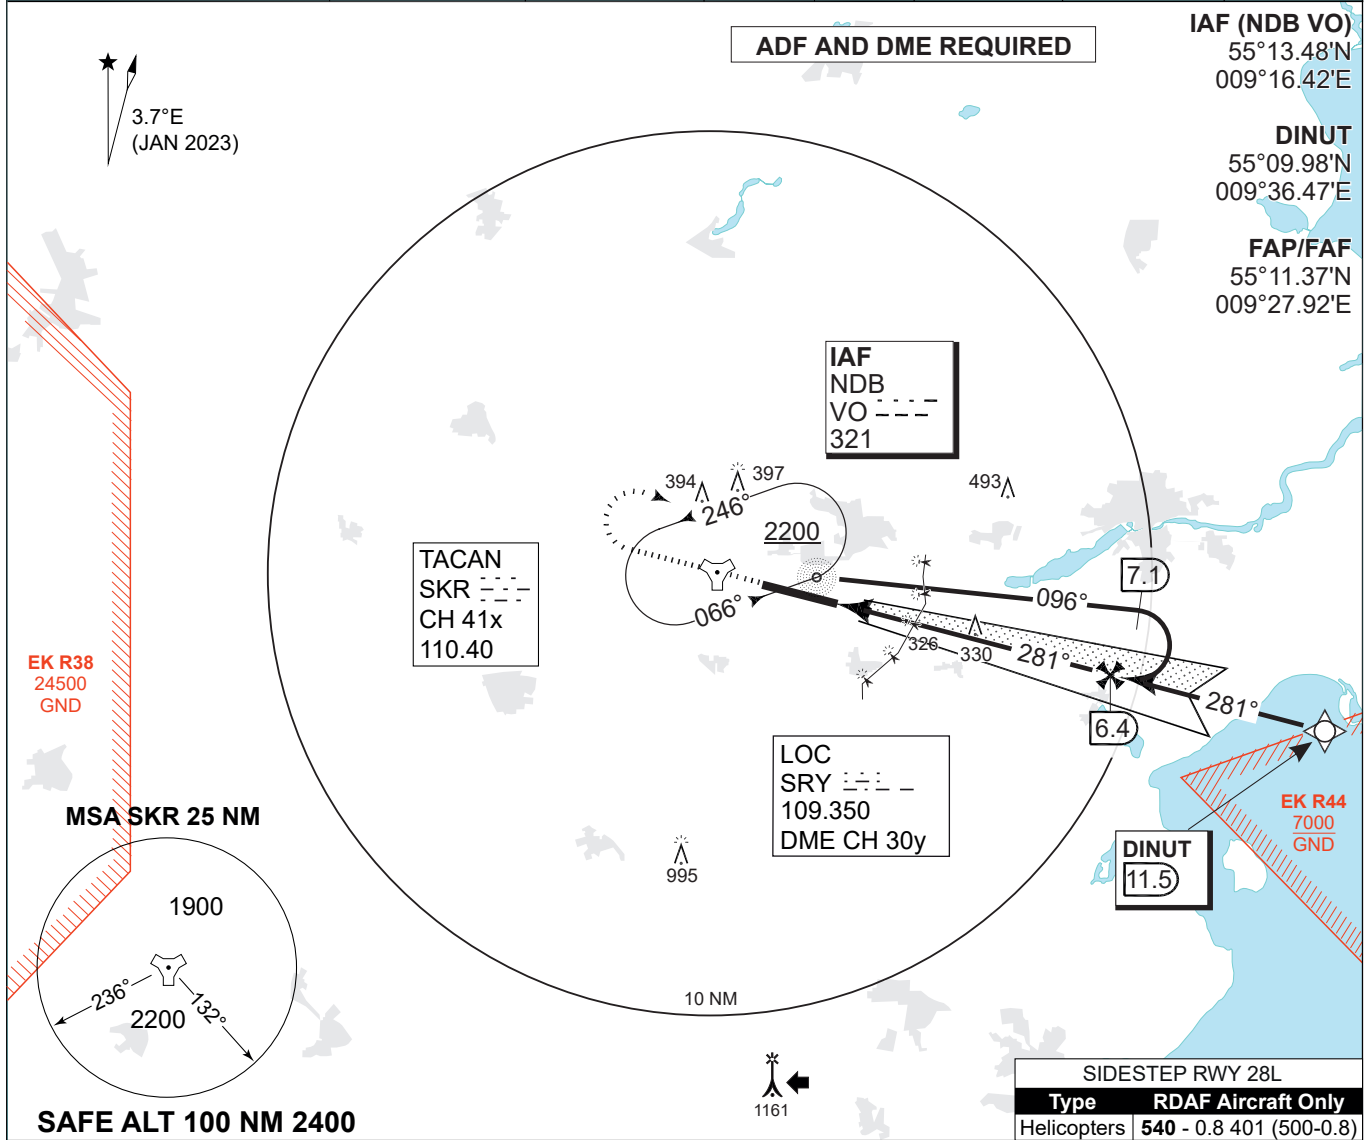 ADF AND DME REQUIRED
IAF (NDB VO)
55°13.48'N
009°16.42'E
DINUT
55°09.98'N
009°36.47'E
FAP/FAF
55°11.37'N
009°27.92'E
3.7°E
(JAN 2023)
IAF
NDB
VO
321
394
397
493
246°
2200
066°
096°
7.1
TACAN
SKR
CH 41x
110.40
326
330
281°
281°
6.4
EK R38
24500
GND
LOC
SRY
109.350
DME CH 30y
EK R44
7000
GND
DINUT
11.5
995
MSA SKR 25 NM
1900
236°
132°
2200
10 NM
1161
SAFE ALT 100 NM 2400
SIDESTEP RWY 28L
Type RDAF Aircraft Only
Helicopters 540 - 0.8 401 (500-0.8)